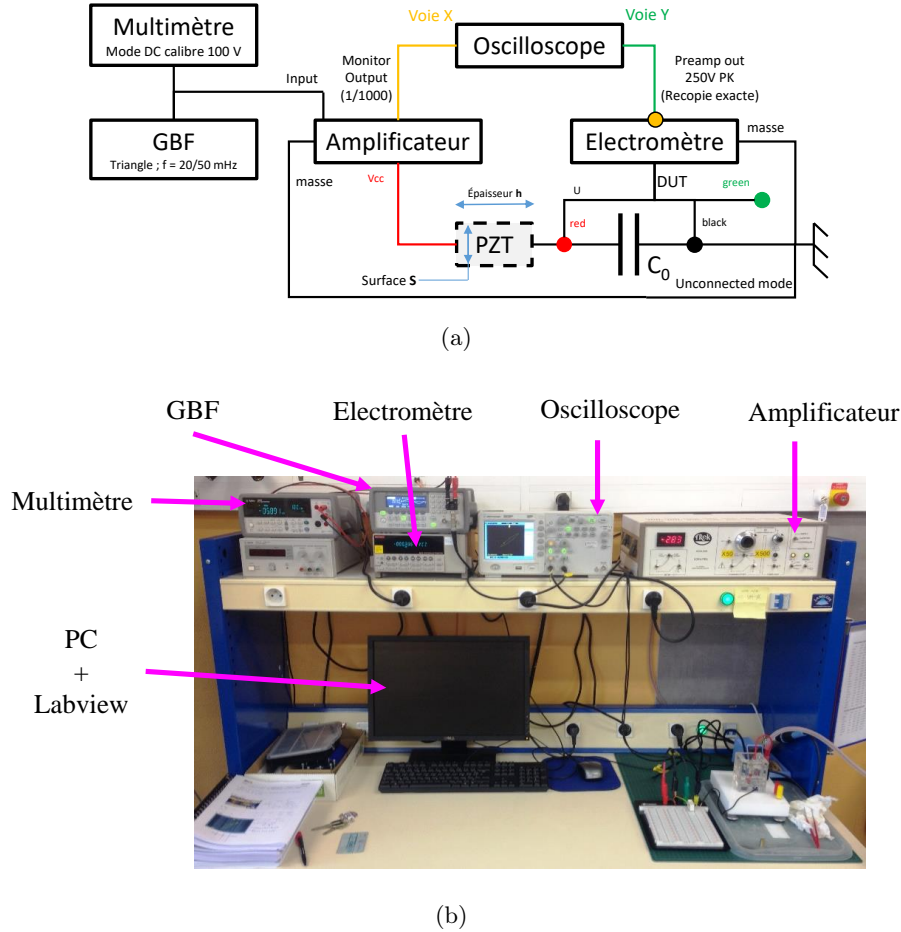 Voie X
Voie Y
Multimètre
Mode DC calibre 100 V
Oscilloscope
Input
Monitor
Output
(1/1000)
Preamp out
250V PK
(Recopie exacte)
GBF
Triangle ; f = 20/50 mHz
Amplificateur
Electromètre
masse
masse
Vcc
DUT
green
Épaisseur h
U
red
black
PZT
C0
Surface S
Unconnected mode
(a)
GBF
Electromètre
Oscilloscope
Amplificateur
Multimètre
PC
+
Labview
(b)